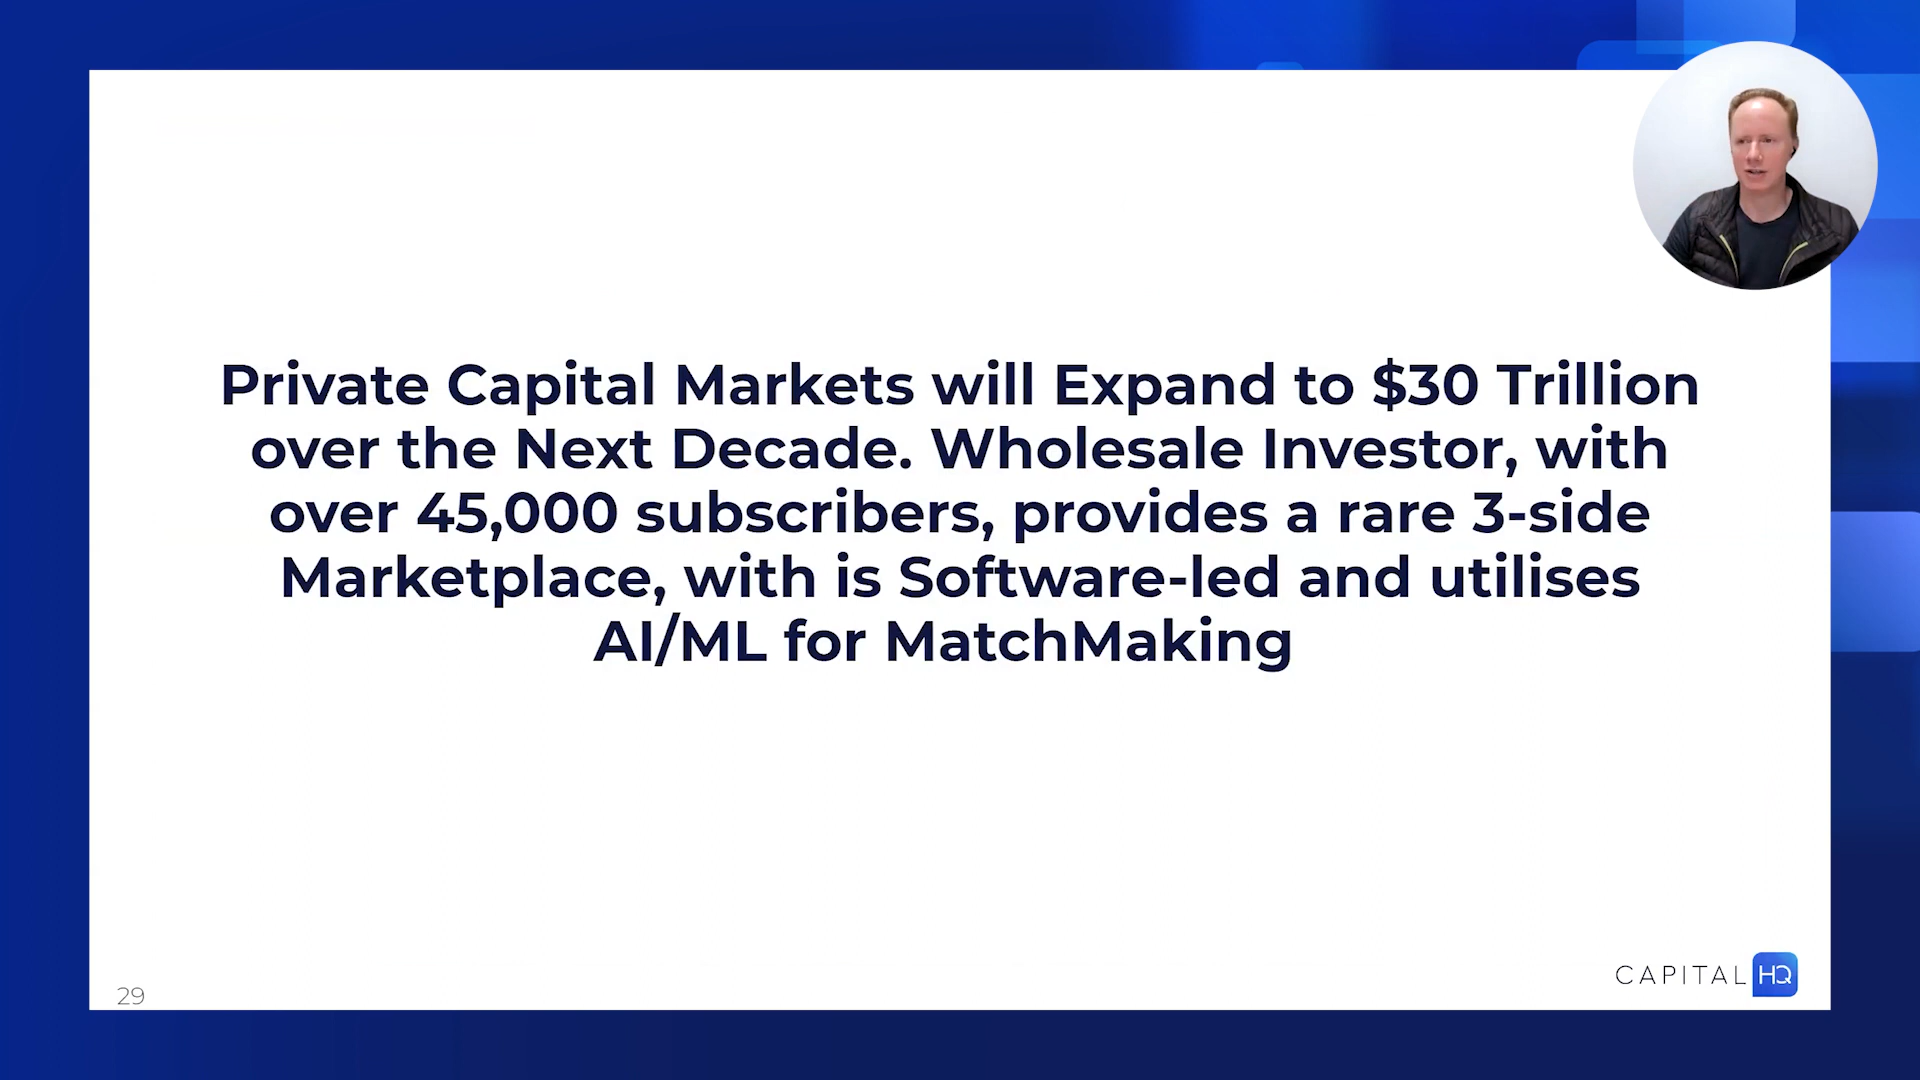 Private Capital Markets will Expand to $30 Trillion
over the Next Decade. Wholesale Investor, with
over 45,000 subscribers, provides a rare 3-side
Marketplace, with is Software-led and utilises
AI/ML for MatchMaking
29
CAPITAL HQ